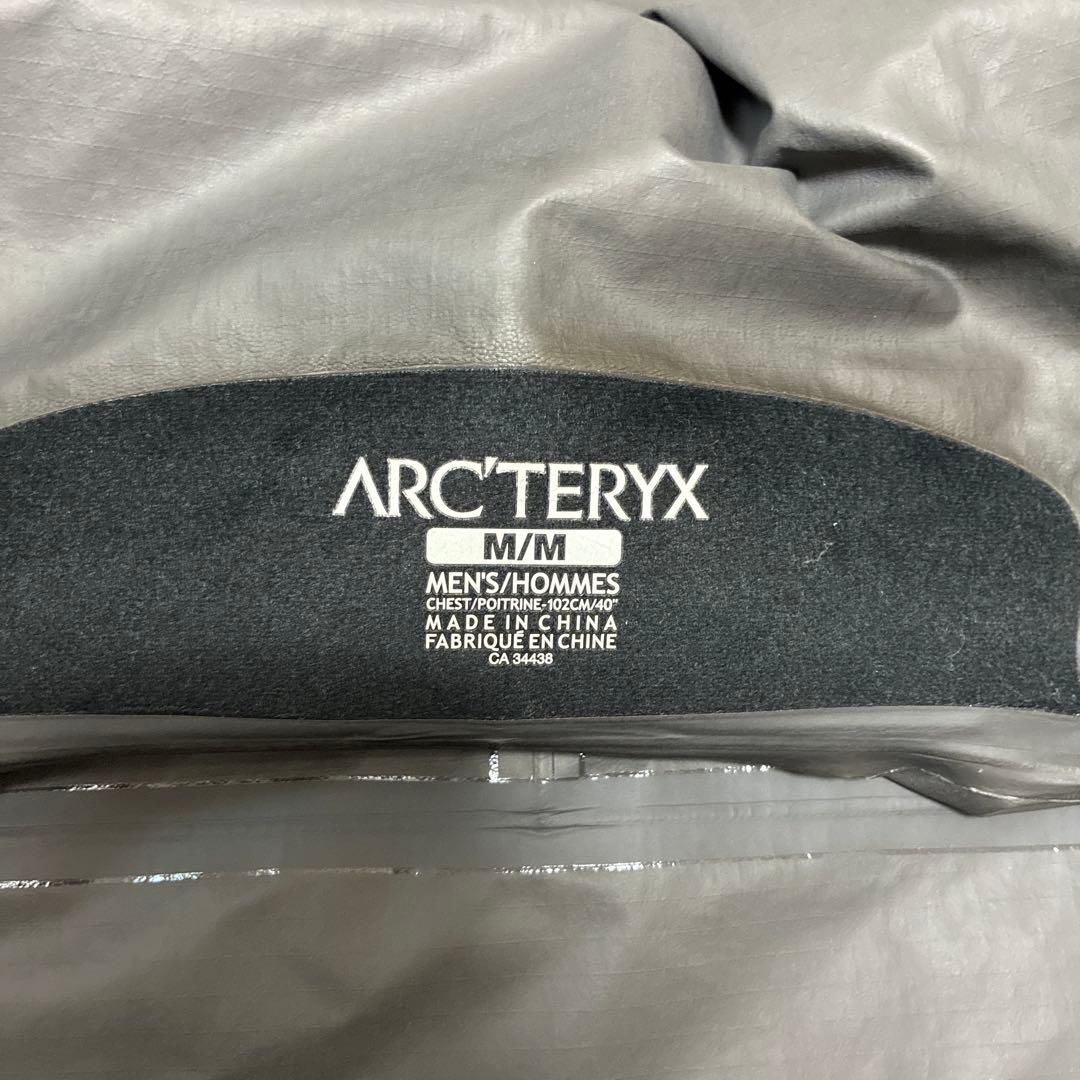 ARC'TERYX
M/M
MEN'S/HOMMES
CHEST/POITRINE-102CM/40"
MADE IN CHINA
FABRIQUÉ EN CHINE
CA 34438